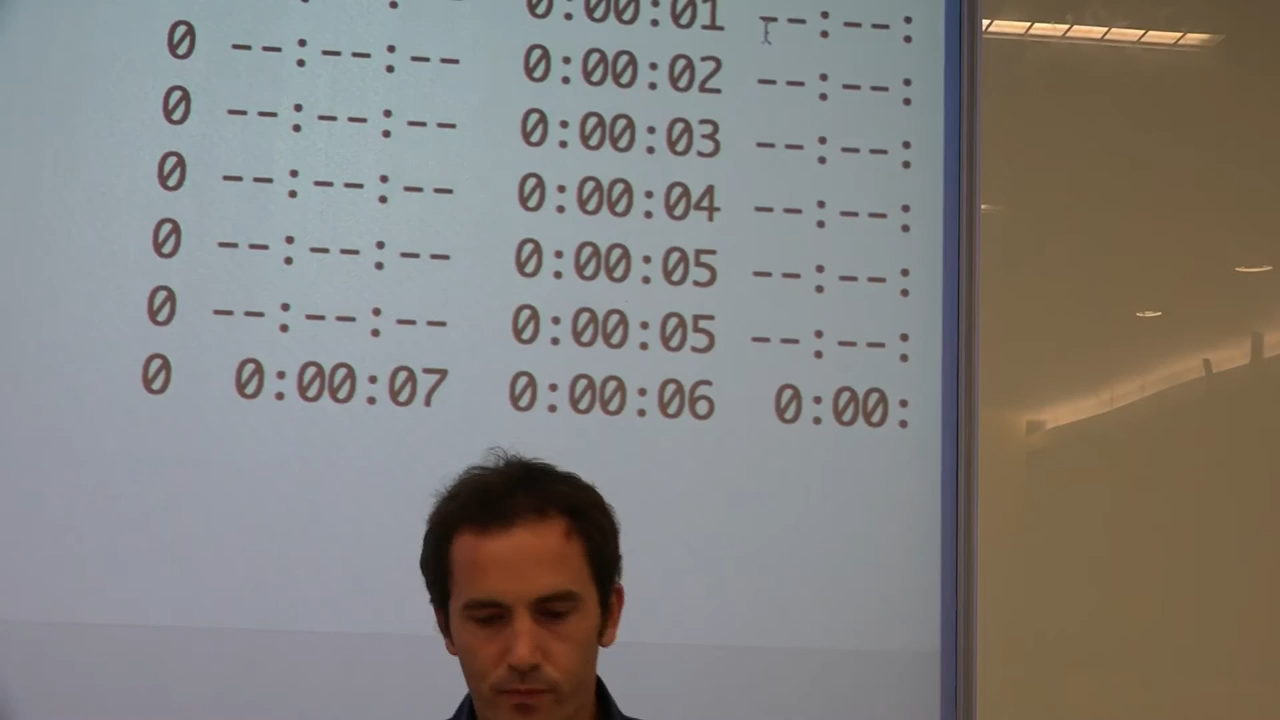 0:00:01 --:--:
0 --:--:-- 0:00:02 --:--:
0 --:--:-- 0:00:03 --:--:
0 --:--:-- 0:00:04 --:--:
0 --:--:-- 0:00:05 --:--:
0 --:--:-- 0:00:05 --:--:
0 0:00:07 0:00:06 0:00: